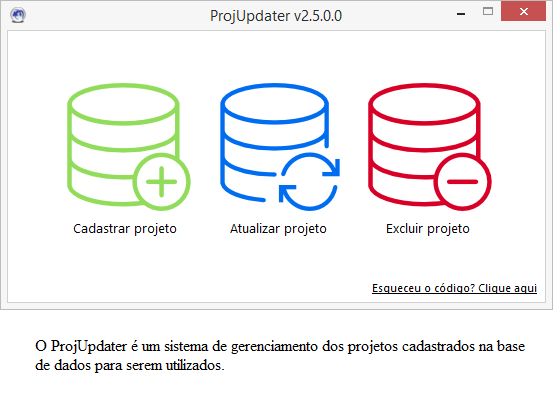 ProjUpdater v2.5.0.0
Cadastrar projeto
Atualizar projeto
Excluir projeto
Esqueceu o código? Clique aqui
O ProjUpdater é um sistema de gerenciamento dos projetos cadastrados na base
de dados para serem utilizados.